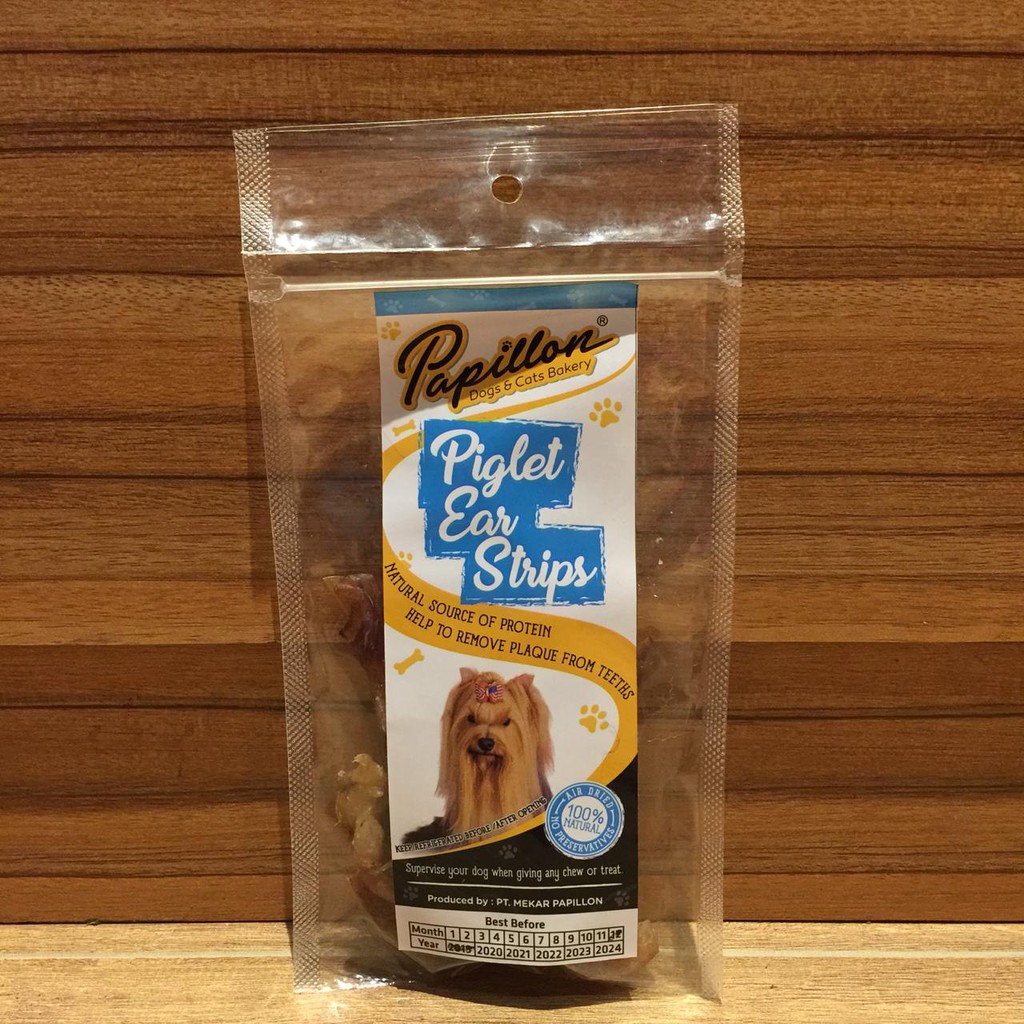 Papillon®
Dogs & Cats Bakery
Piglet
Ear
Strips
NATURAL SOURCE OF PROTEIN
HELP TO REMOVE PLAQUE FROM TEETHS
AIR DRIED
100%
NATURAL
NO PRESERVATIVES
KEEP REFRIGERATED BEFORE /AFTER OPENING
Supervise your dog when giving any chew or treat.
Produced by : PT. MEKAR PAPILLON
Best Before
Month 1 2 3 4 5 6 7 8 9 10 11 12
Year 2019 2020 2021 2022 2023 2024